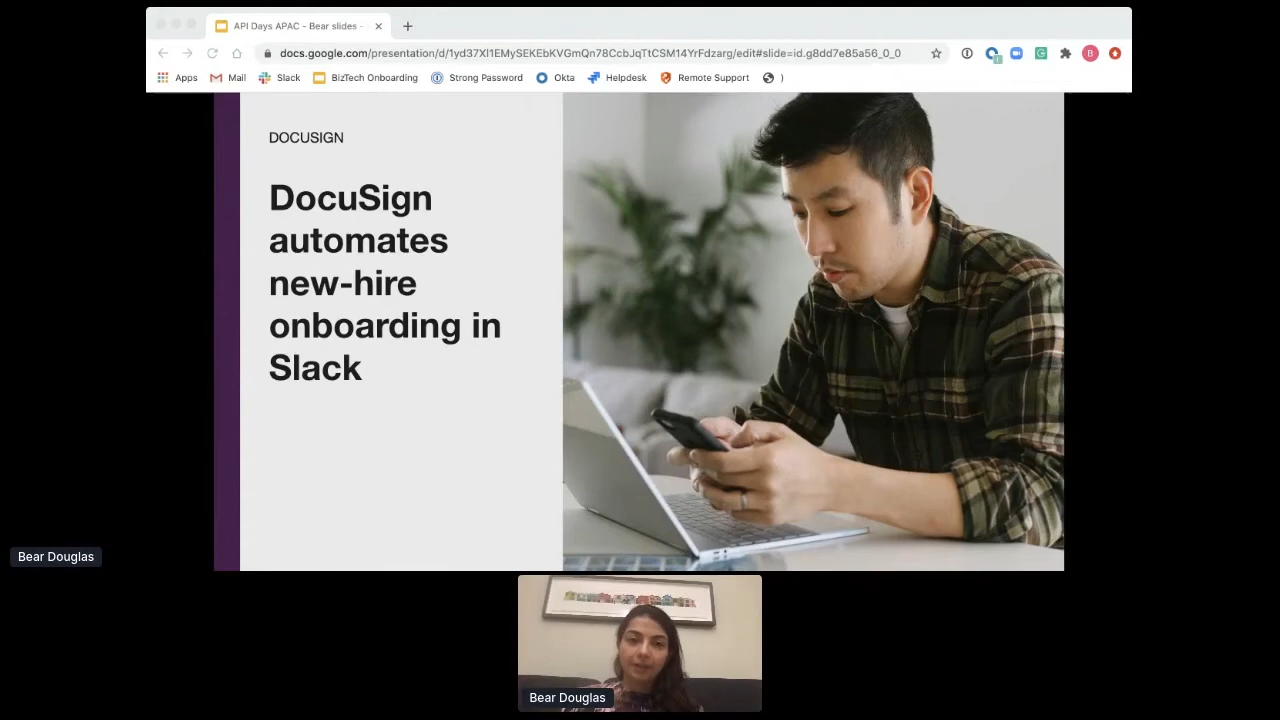 API Days APAC - Bear slides -
docs.google.com/presentation/d/1yd37XI1EMySEKEbKVGmQn78CcbJqTtCSM14YrFdzarg/edit#slide=id.g8dd7e85a56_0_0
B
Apps Mail Slack BizTech Onboarding Strong Password Okta Helpdesk Remote Support )
DOCUSIGN
DocuSign
automates
new-hire
onboarding in
Slack
Bear Douglas
Bear Douglas